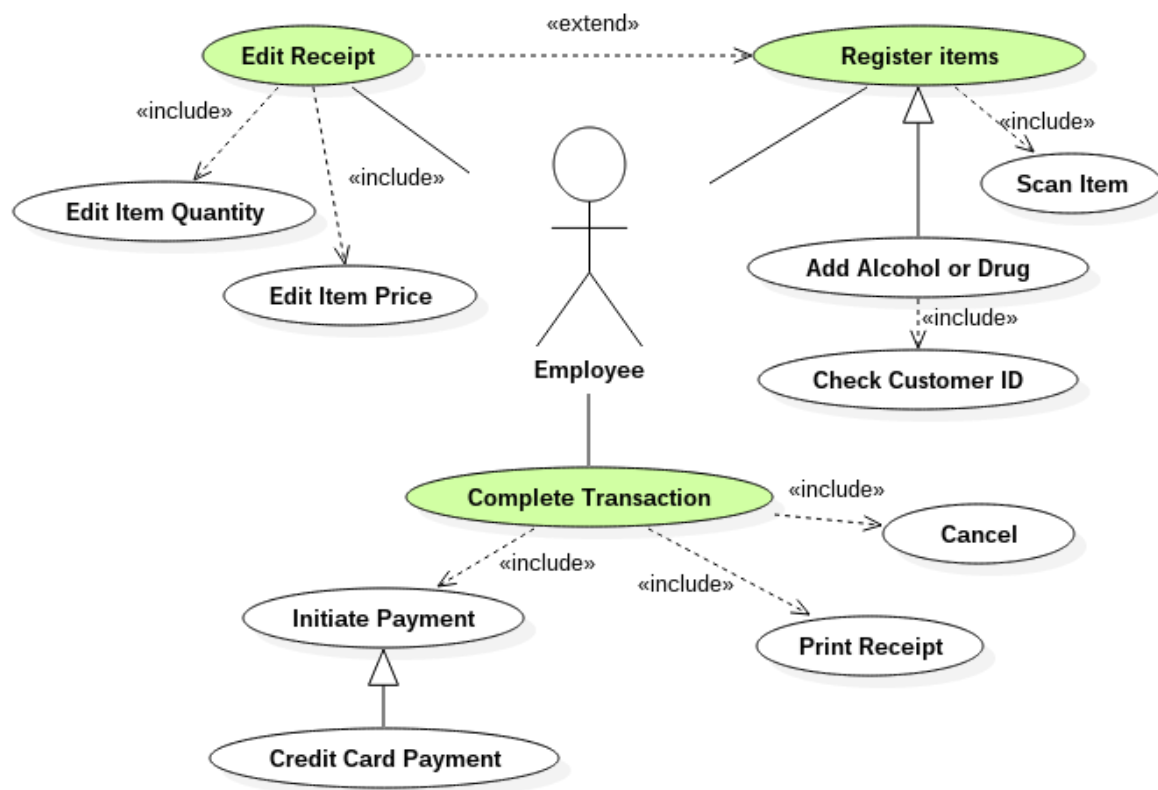 «extend»
Edit Receipt
Register items
«include»
«include»
«include»
Scan Item
Edit Item Quantity
Add Alcohol or Drug
Edit Item Price
«include»
Employee
Check Customer ID
Complete Transaction
«include»
Cancel
«include»
«include»
Initiate Payment
Print Receipt
Credit Card Payment